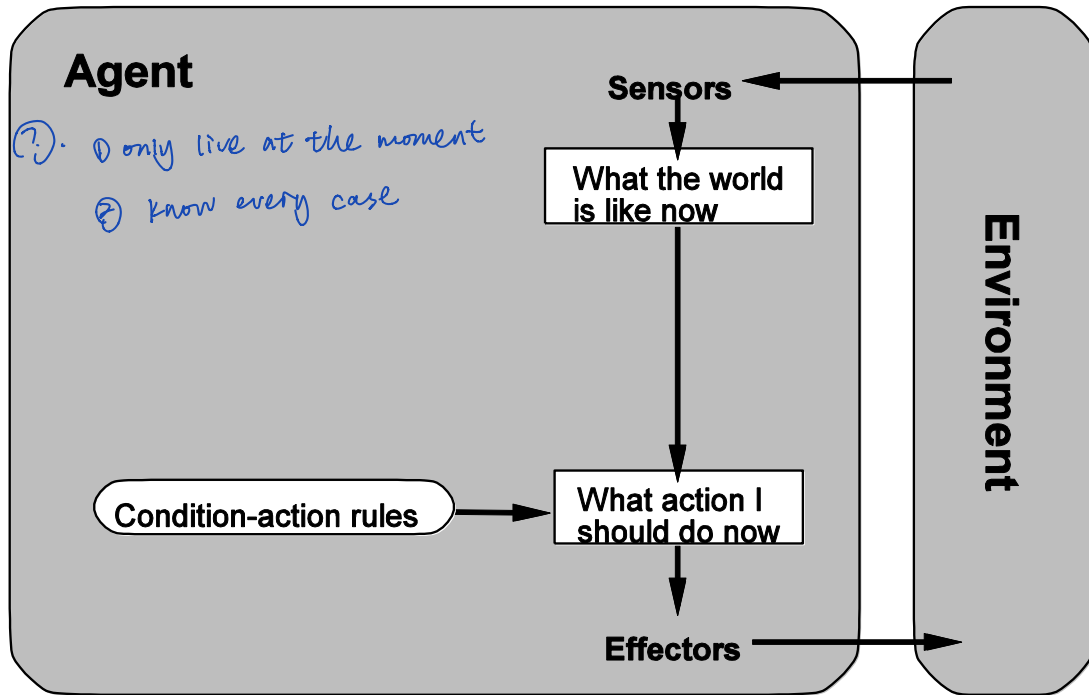 Agent
Sensors
(?). ① only live at the moment
② know every case
What the world
is like now
Environment
Condition-action rules
What action I
should do now
Effectors